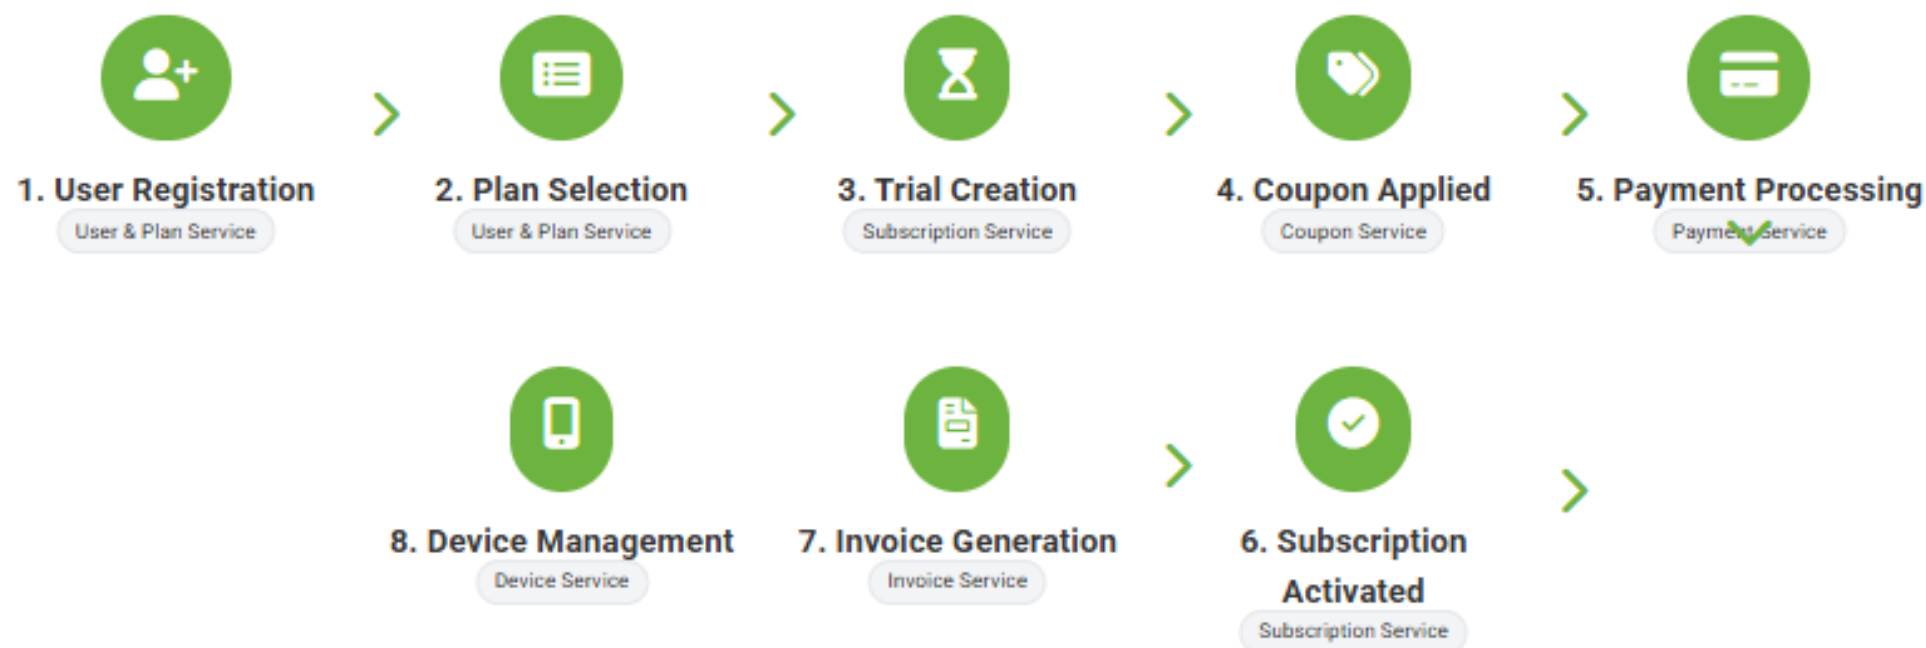 1. User Registration
User & Plan Service
2. Plan Selection
User & Plan Service
3. Trial Creation
Subscription Service
4. Coupon Applied
Coupon Service
5. Payment Processing
Payment Service
8. Device Management
Device Service
7. Invoice Generation
Invoice Service
6. Subscription
Activated
Subscription Service